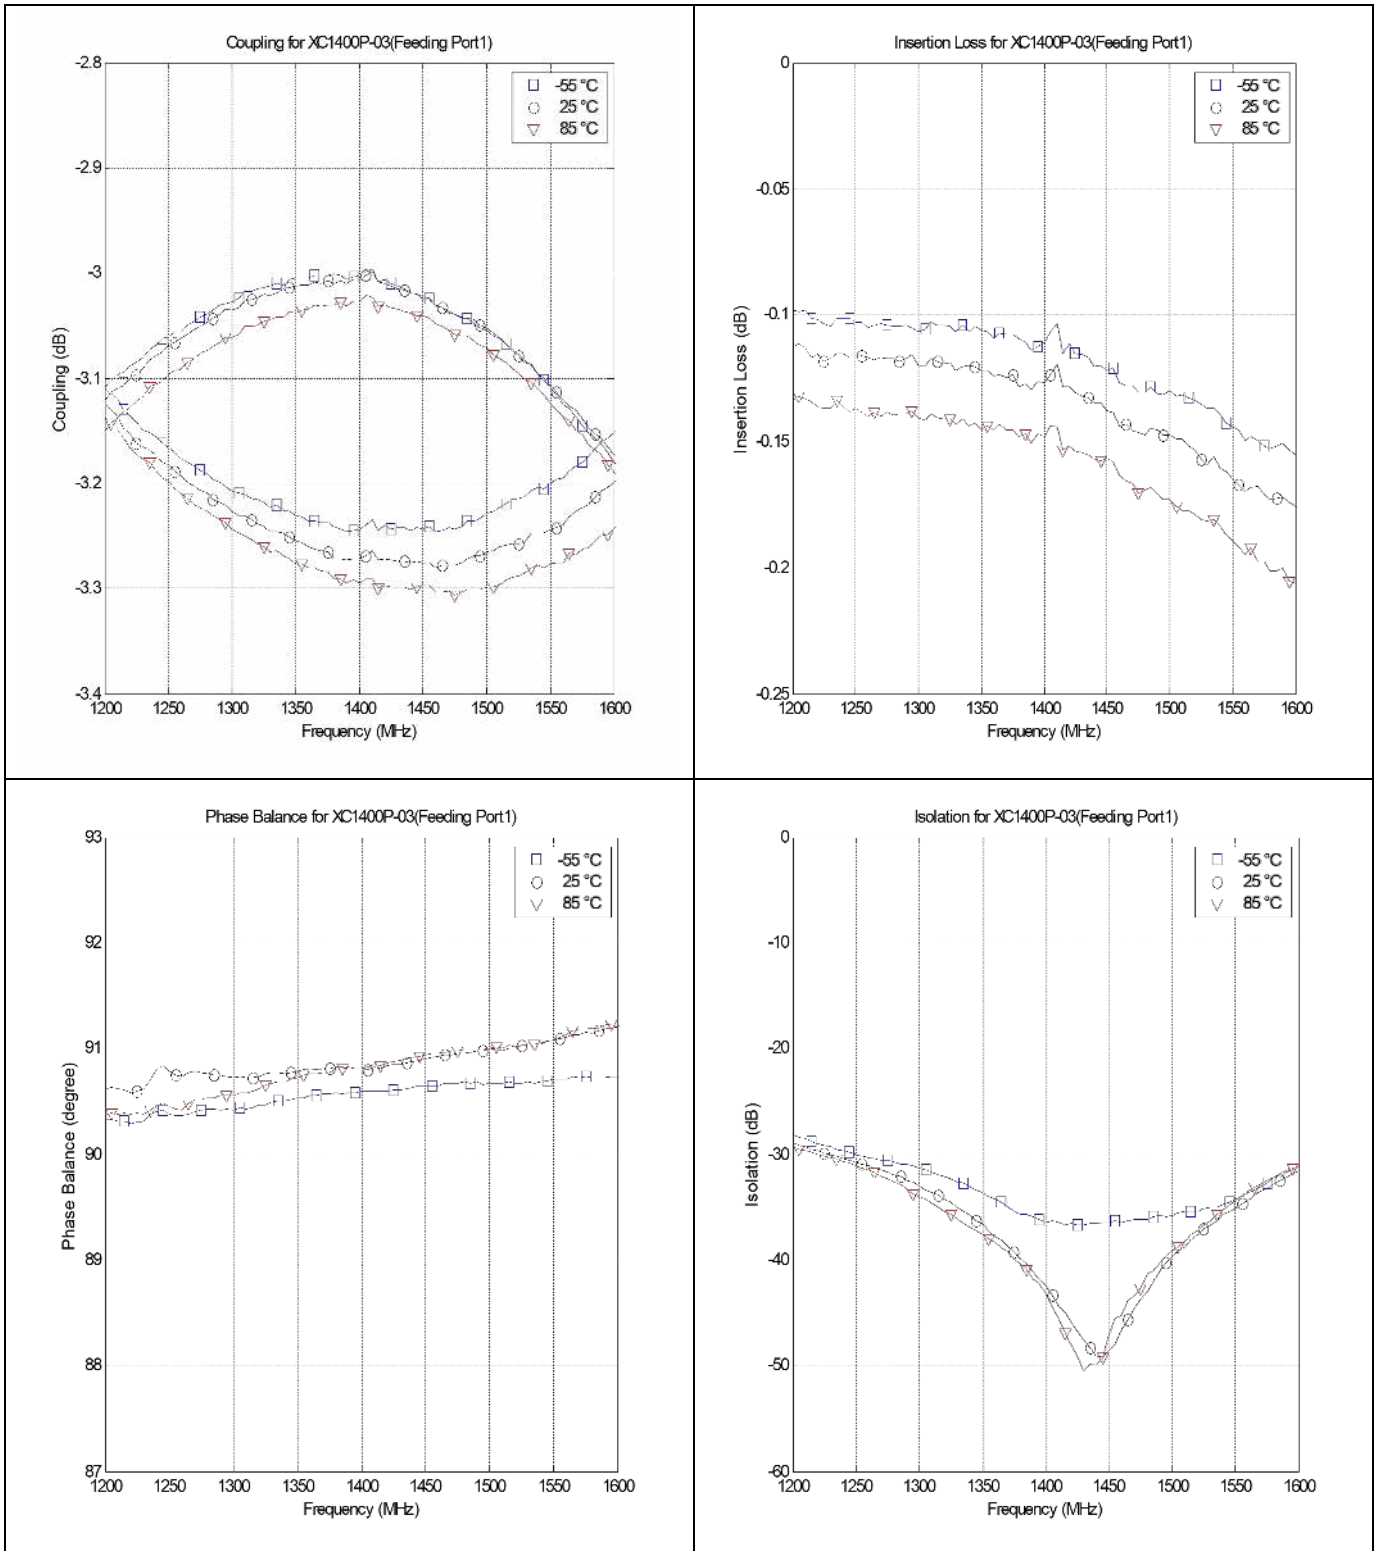 Coupling for XC1400P-03(Feeding Port1)
-2.8
-2.9
-3
-3.1
-3.2
-3.3
-3.4
Coupling (dB)
-55 °C
25 °C
85 °C
1200 1250 1300 1350 1400 1450 1500 1550 1600
Frequency (MHz)
Insertion Loss for XC1400P-03(Feeding Port1)
0
-0.05
-0.1
-0.15
-0.2
-0.25
Insertion Loss (dB)
-55 °C
25 °C
85 °C
1200 1250 1300 1350 1400 1450 1500 1550 1600
Frequency (MHz)
Phase Balance for XC1400P-03(Feeding Port1)
93
92
91
90
89
88
87
Phase Balance (degree)
-55 °C
25 °C
85 °C
1200 1250 1300 1350 1400 1450 1500 1550 1600
Frequency (MHz)
Isolation for XC1400P-03(Feeding Port1)
0
-10
-20
-30
-40
-50
-60
Isolation (dB)
-55 °C
25 °C
85 °C
1200 1250 1300 1350 1400 1450 1500 1550 1600
Frequency (MHz)